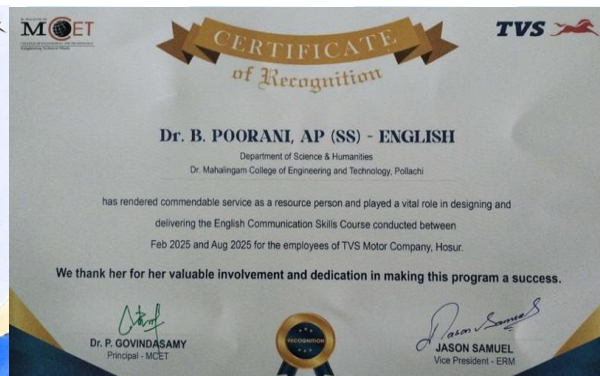 MCET
TVS
CERTIFICATE
of Recognition
Dr. B. POORANI, AP (SS) - ENGLISH
Department of Science & Humanities
Dr. Mahalingam College of Engineering and Technology, Pollachi
has rendered commendable service as a resource person and played a vital role in designing and
delivering the English Communication Skills Course conducted between
Feb 2025 and Aug 2025 for the employees of TVS Motor Company, Hosur.
We thank her for her valuable involvement and dedication in making this program a success.
Dr. P. GOVINDASAMY
Principal - MCET
RECOGNITION
Jason Samuel
JASON SAMUEL
Vice President - ERM